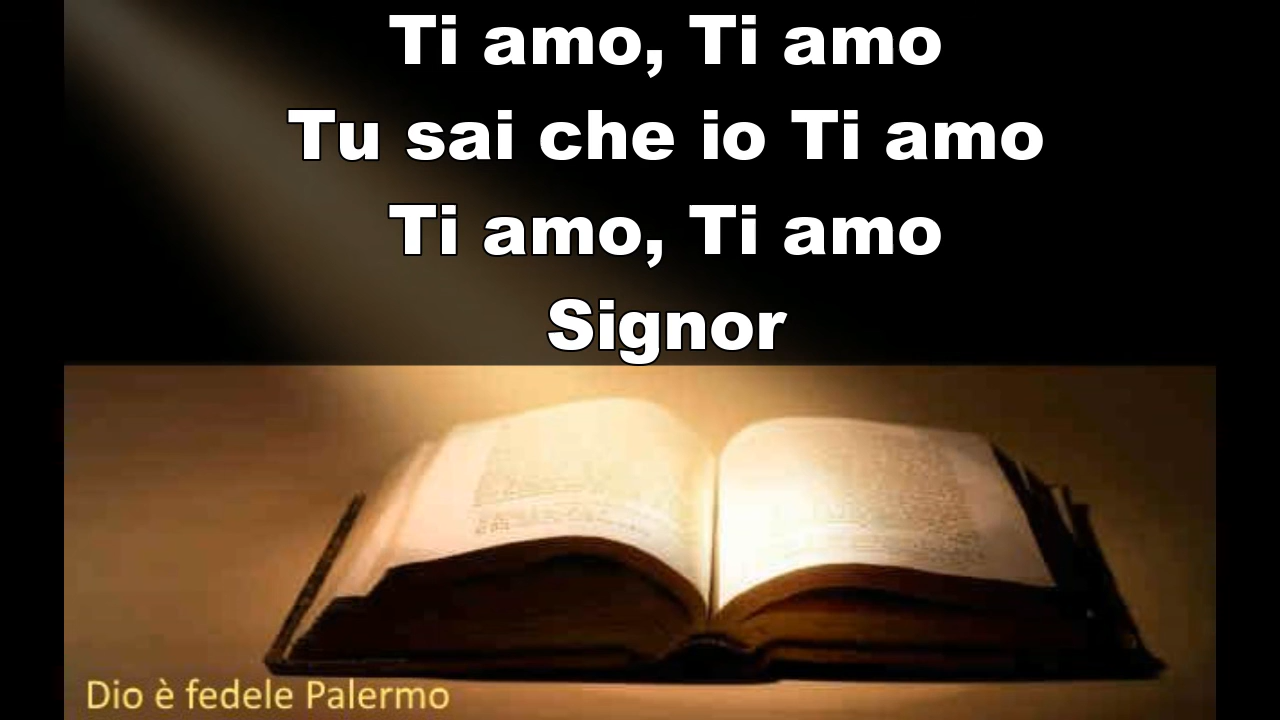 Ti amo, Ti amo
Tu sai che io Ti amo
Ti amo, Ti amo
Signor
Dio è fedele Palermo